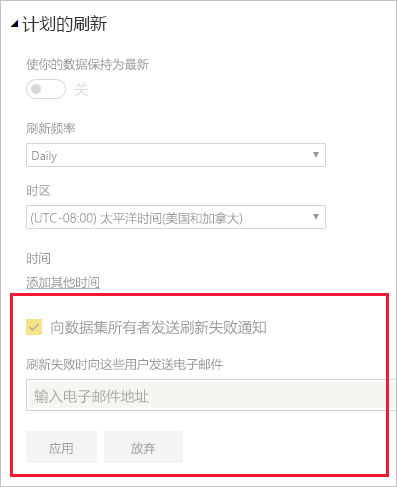 计划的刷新
使你的数据保持为最新
关
刷新频率
Daily
时区
(UTC-08:00) 太平洋时间(美国和加拿大)
时间
添加其他时间
向数据集所有者发送刷新失败通知
刷新失败时向这些用户发送电子邮件
输入电子邮件地址
应用 放弃